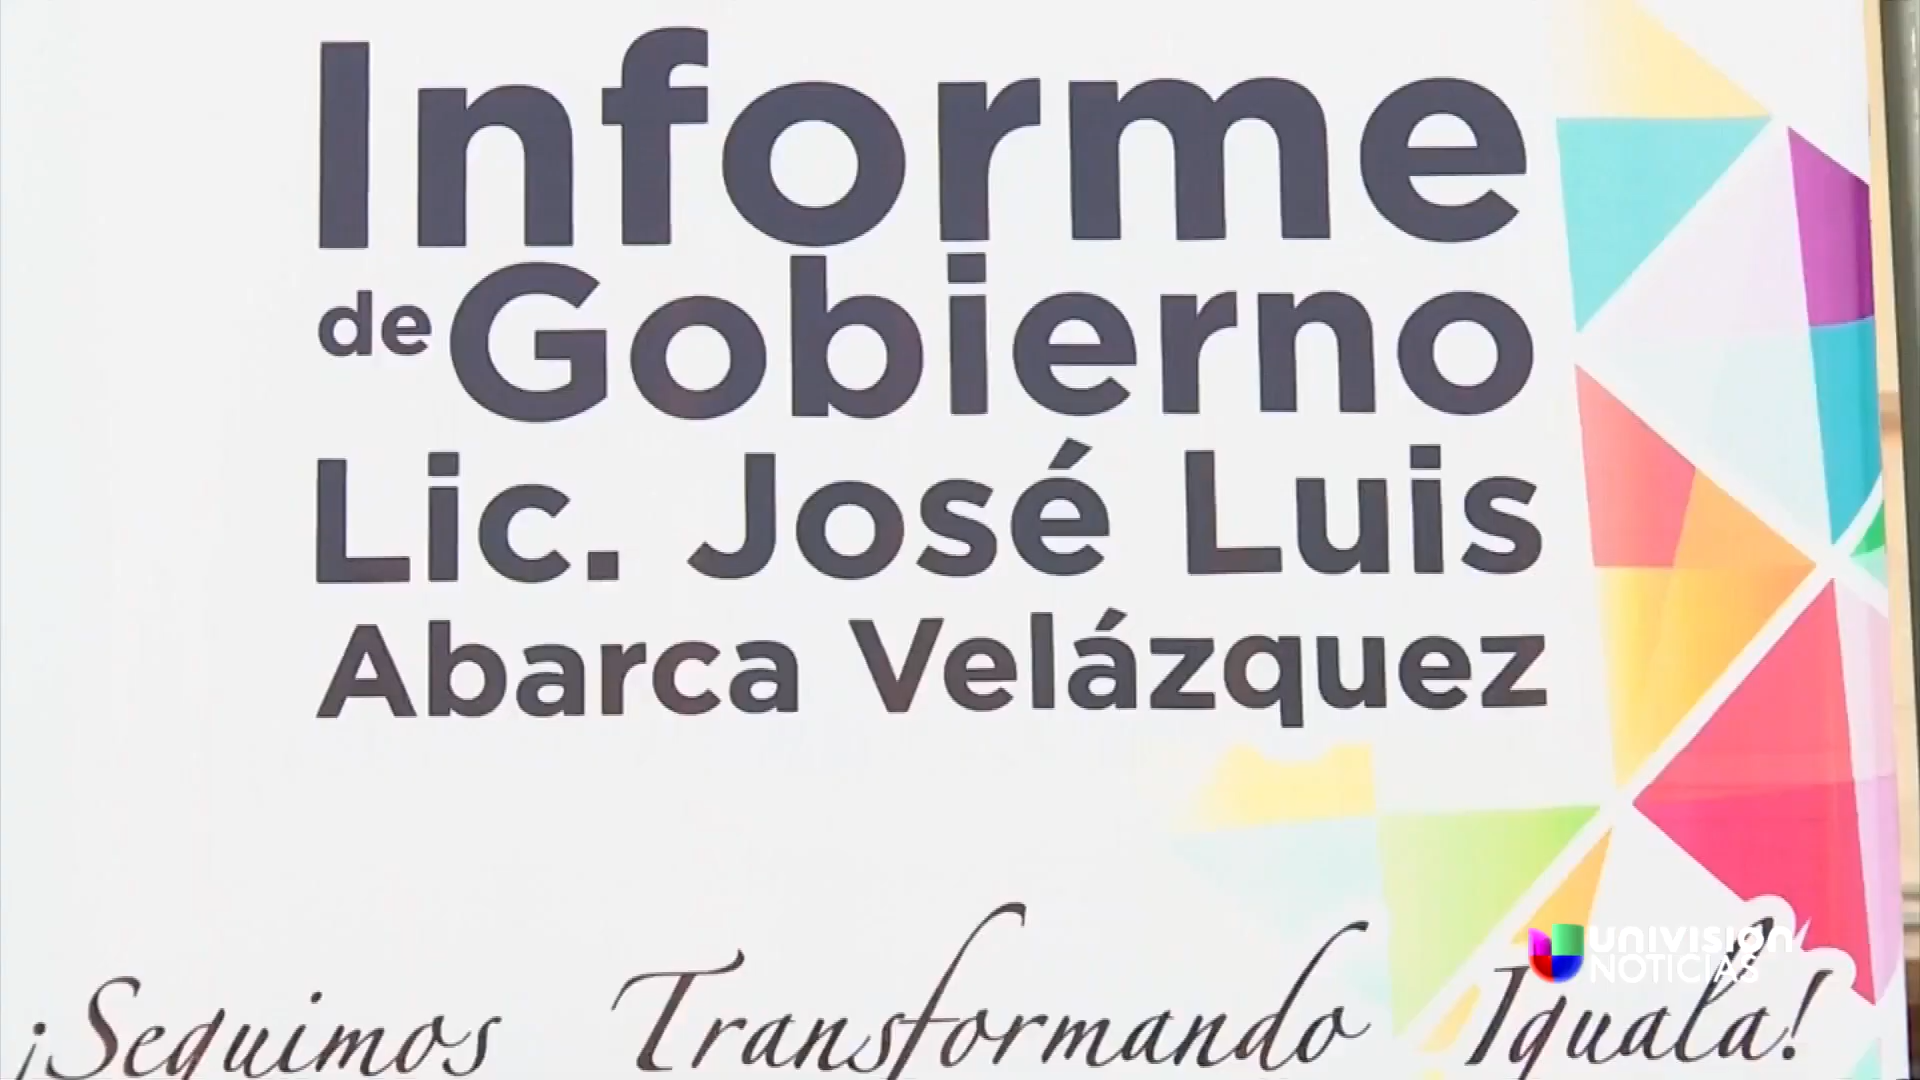 Informe
de Gobierno
Lic. José Luis
Abarca Velázquez
¡Seguimos Transformando Iguala!
UNIVISION
NOTICIAS